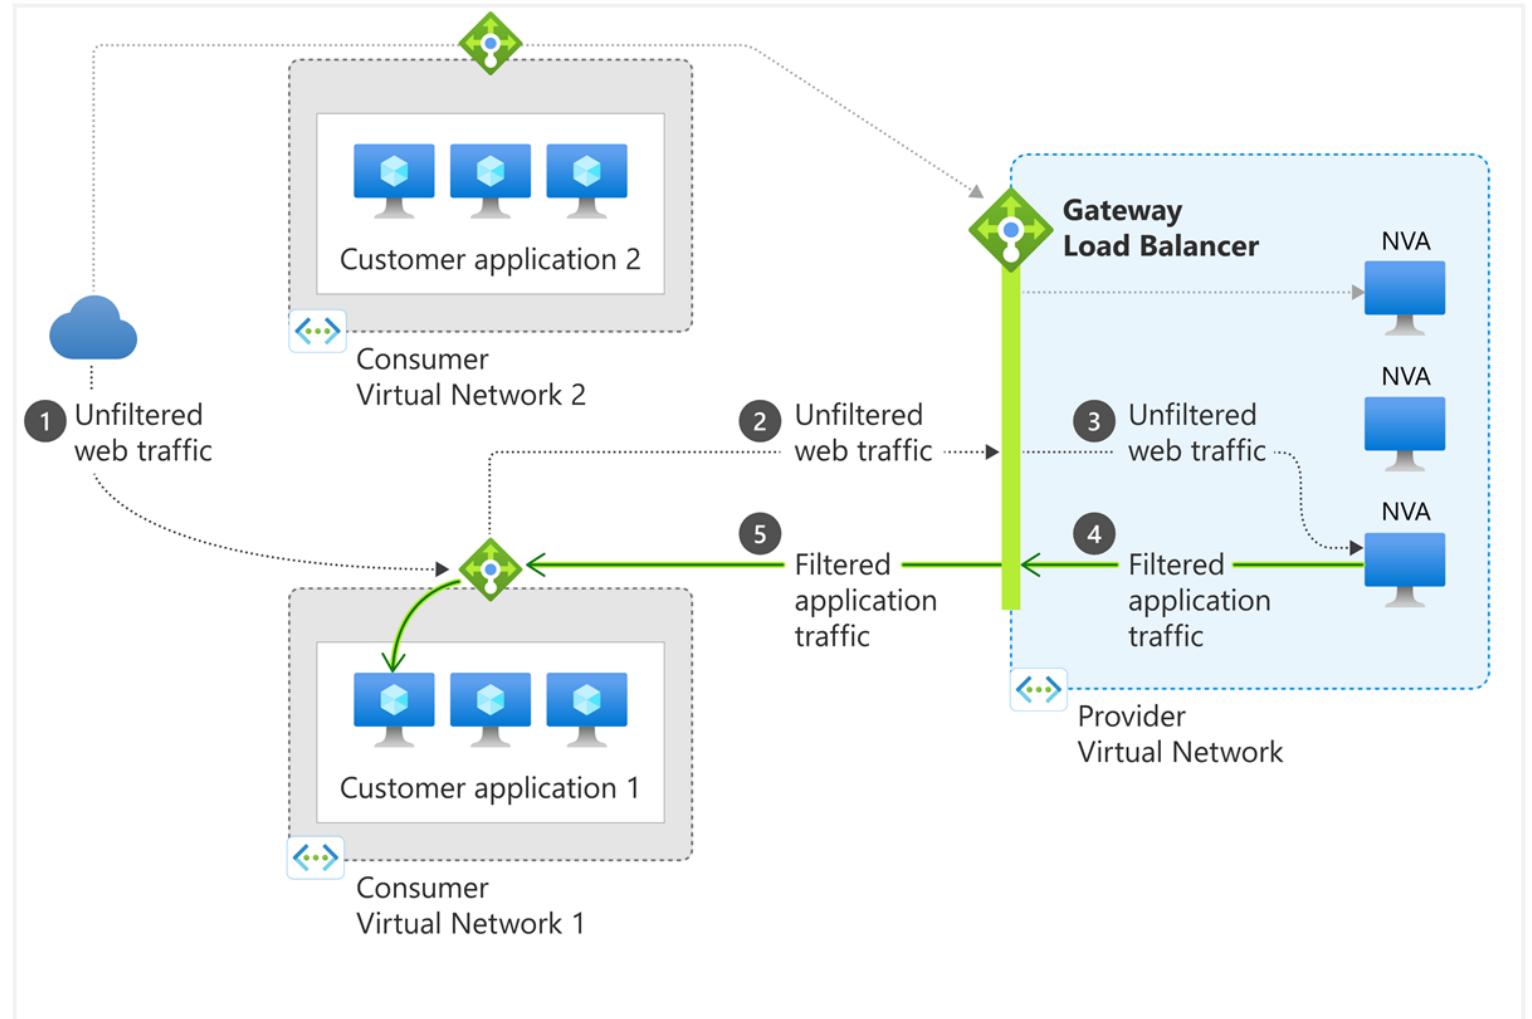 Customer application 2
Consumer
Virtual Network 2
Gateway
Load Balancer
NVA
NVA
NVA
1
Unfiltered
web traffic
2
Unfiltered
web traffic
3
Unfiltered
web traffic
4
Filtered
application
traffic
5
Filtered
application
traffic
Customer application 1
Consumer
Virtual Network 1
Provider
Virtual Network